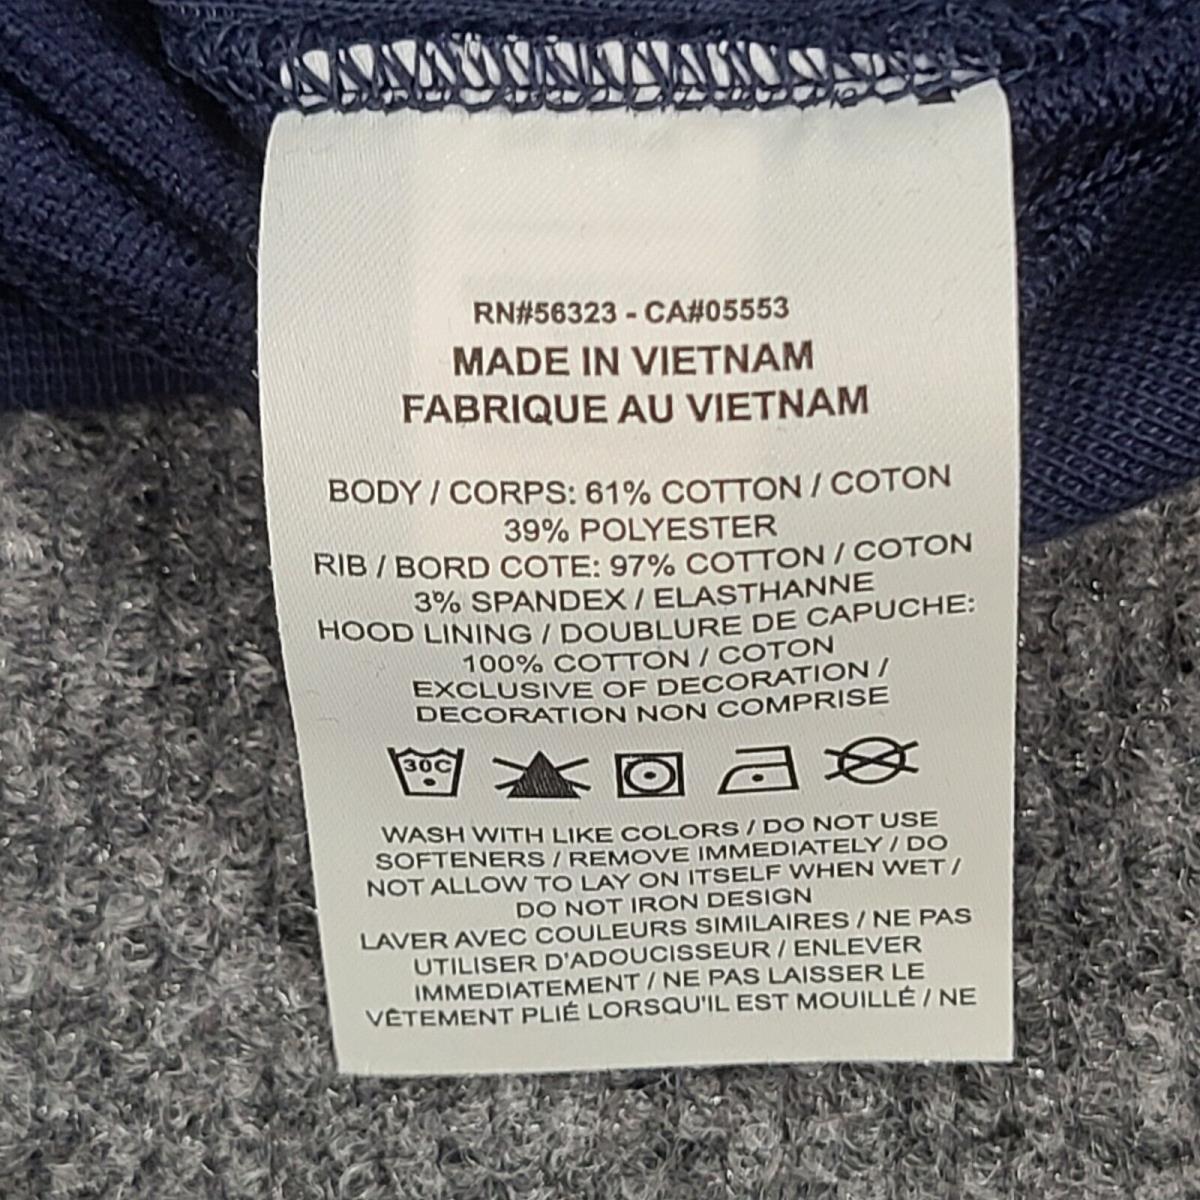 RN#56323 - CA#05553
MADE IN VIETNAM
FABRIQUE AU VIETNAM
BODY / CORPS: 61% COTTON / COTON
39% POLYESTER
RIB / BORD COTE: 97% COTTON / COTON
3% SPANDEX / ELASTHANNE
HOOD LINING / DOUBLURE DE CAPUCHE:
100% COTTON / COTON
EXCLUSIVE OF DECORATION /
DECORATION NON COMPRISE
30C
WASH WITH LIKE COLORS / DO NOT USE
SOFTENERS / REMOVE IMMEDIATELY / DO
NOT ALLOW TO LAY ON ITSELF WHEN WET /
DO NOT IRON DESIGN
LAVER AVEC COULEURS SIMILAIRES / NE PAS
UTILISER D'ADOUCISSEUR / ENLEVER
IMMEDIATEMENT / NE PAS LAISSER LE
VÊTEMENT PLIÉ LORSQU'IL EST MOUILLÉ / NE